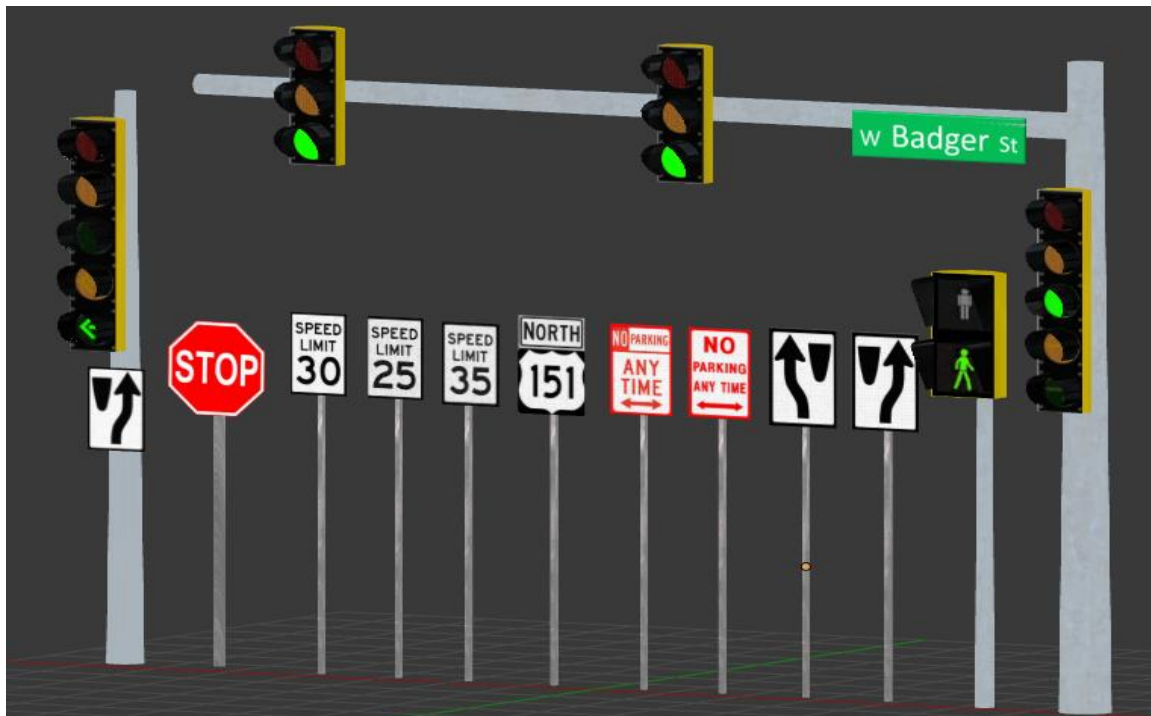 W Badger St
STOP
SPEED
LIMIT
30
SPEED
LIMIT
25
SPEED
LIMIT
35
NORTH
151
NO PARKING
ANY
TIME
NO
PARKING
ANY TIME